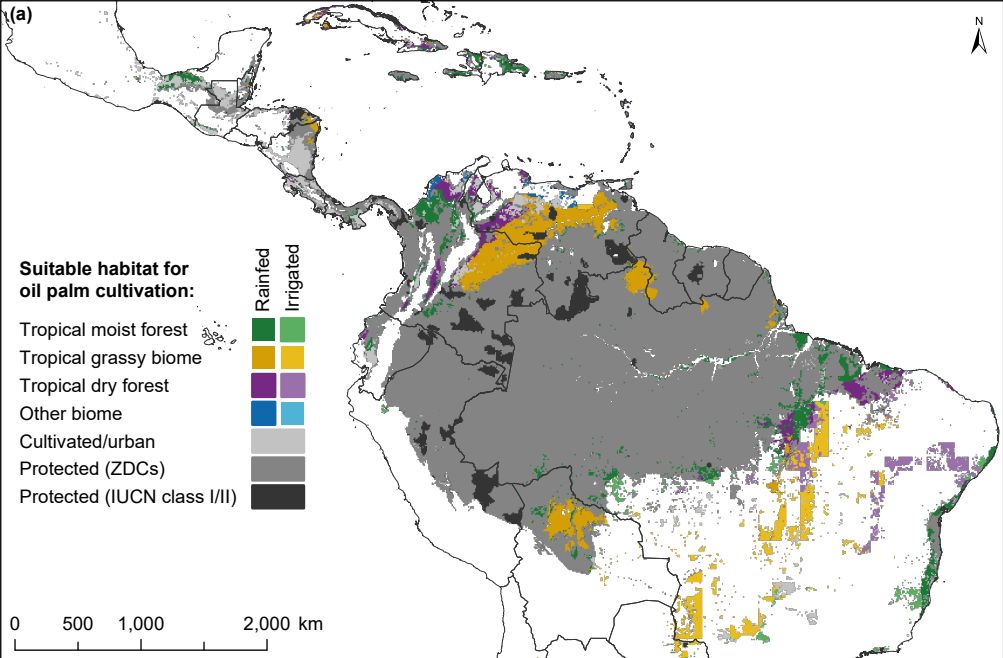 (a)
N
Suitable habitat for
oil palm cultivation:
Rainfed
Irrigated
Tropical moist forest
Tropical grassy biome
Tropical dry forest
Other biome
Cultivated/urban
Protected (ZDCs)
Protected (IUCN class I/II)
0 500 1,000 2,000 km